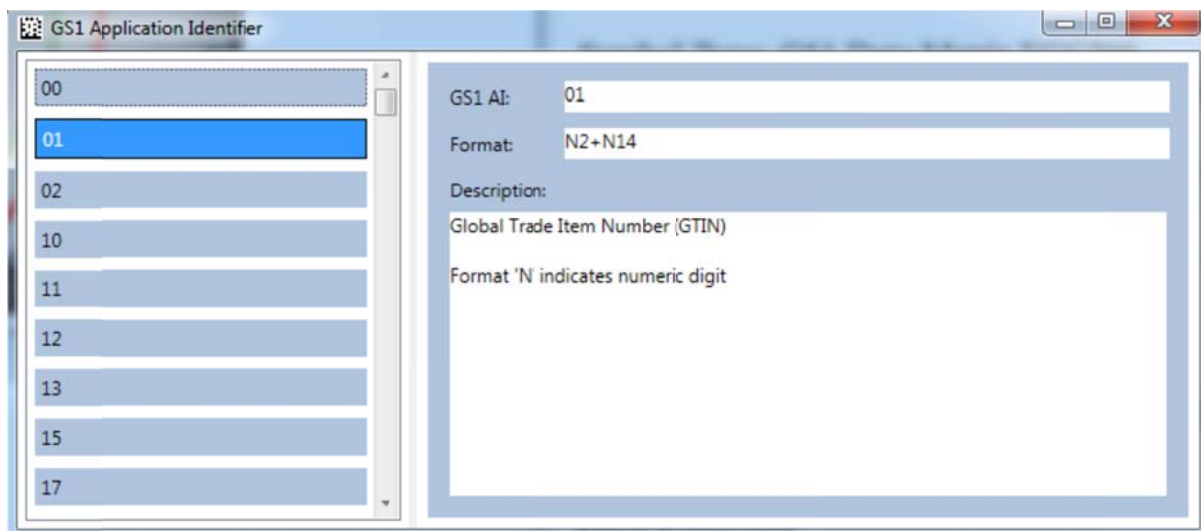 GS1 Application Identifier
00
01
02
10
11
12
13
15
17
GS1 AI: 01
Format: N2+N14
Description:
Global Trade Item Number (GTIN)
Format 'N' indicates numeric digit